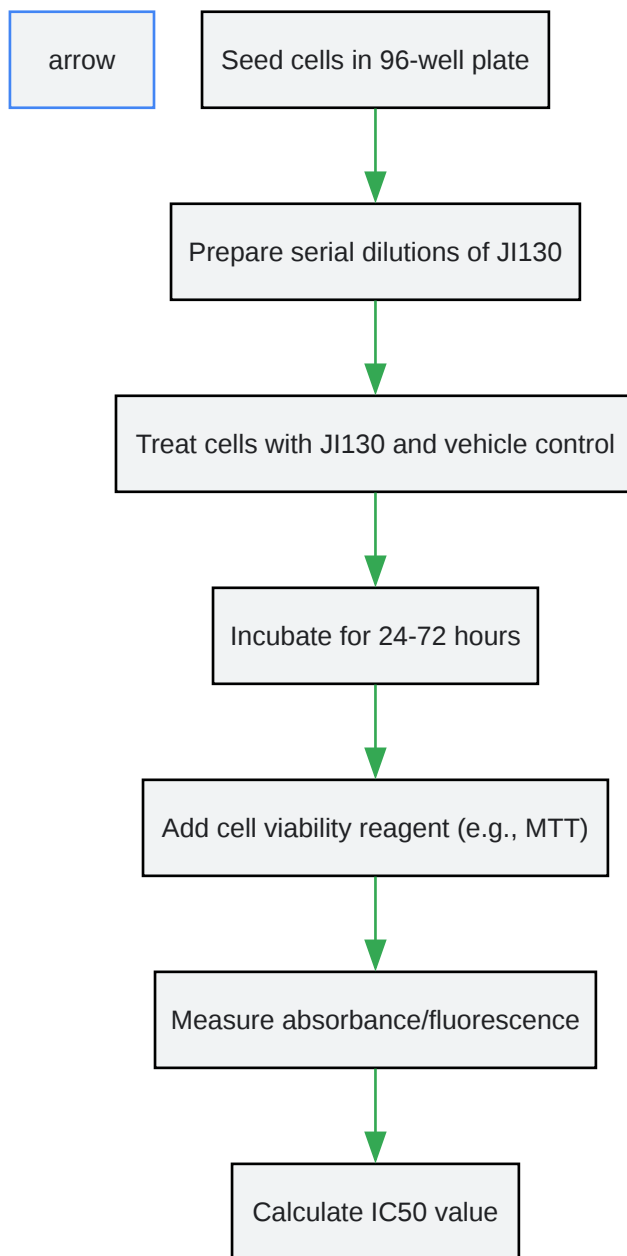 arrow
Seed cells in 96-well plate
Prepare serial dilutions of JI130
Treat cells with JI130 and vehicle control
Incubate for 24-72 hours
Add cell viability reagent (e.g., MTT)
Measure absorbance/fluorescence
Calculate IC50 value